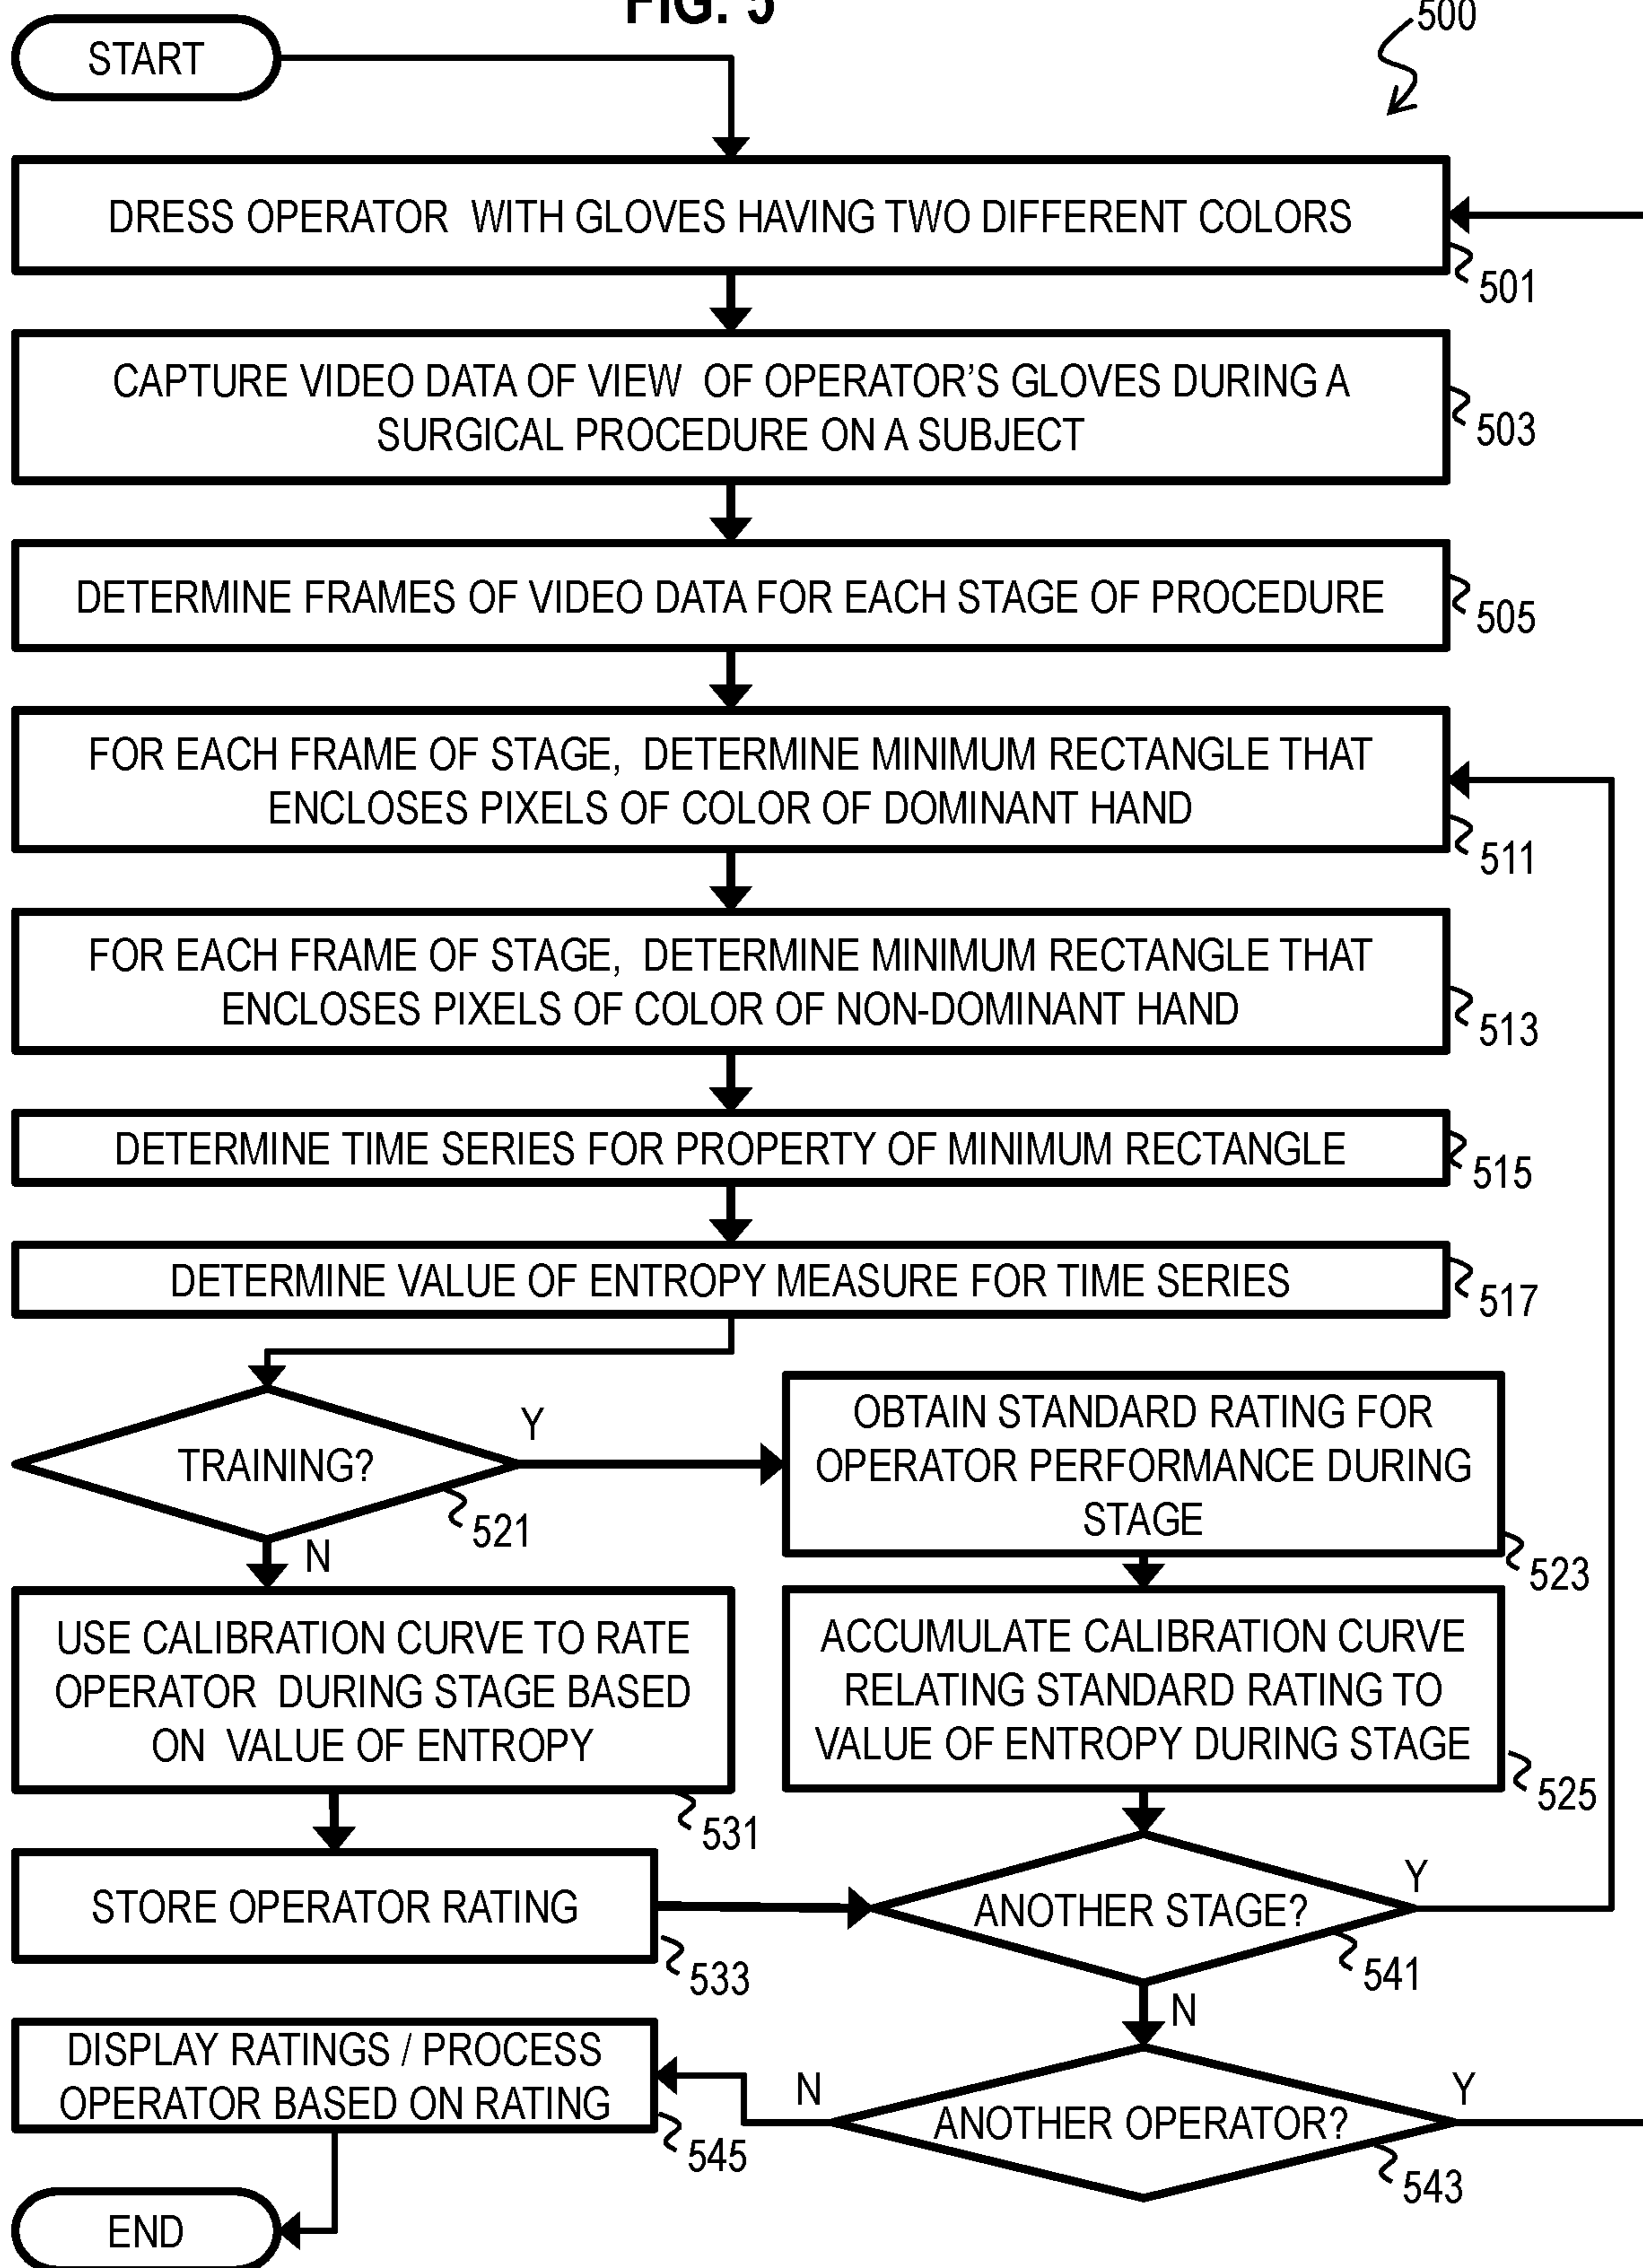 FIG. 5
500
START
DRESS OPERATOR WITH GLOVES HAVING TWO DIFFERENT COLORS
501
CAPTURE VIDEO DATA OF VIEW OF OPERATOR'S GLOVES DURING A
SURGICAL PROCEDURE ON A SUBJECT
503
DETERMINE FRAMES OF VIDEO DATA FOR EACH STAGE OF PROCEDURE
505
FOR EACH FRAME OF STAGE, DETERMINE MINIMUM RECTANGLE THAT
ENCLOSES PIXELS OF COLOR OF DOMINANT HAND
511
FOR EACH FRAME OF STAGE, DETERMINE MINIMUM RECTANGLE THAT
ENCLOSES PIXELS OF COLOR OF NON-DOMINANT HAND
513
DETERMINE TIME SERIES FOR PROPERTY OF MINIMUM RECTANGLE
515
DETERMINE VALUE OF ENTROPY MEASURE FOR TIME SERIES
517
TRAINING?
Y
521
N
OBTAIN STANDARD RATING FOR
OPERATOR PERFORMANCE DURING
STAGE
523
USE CALIBRATION CURVE TO RATE
OPERATOR DURING STAGE BASED
ON VALUE OF ENTROPY
531
ACCUMULATE CALIBRATION CURVE
RELATING STANDARD RATING TO
VALUE OF ENTROPY DURING STAGE
525
STORE OPERATOR RATING
533
ANOTHER STAGE?
Y
541
N
DISPLAY RATINGS / PROCESS
OPERATOR BASED ON RATING
545
N
ANOTHER OPERATOR?
Y
543
END